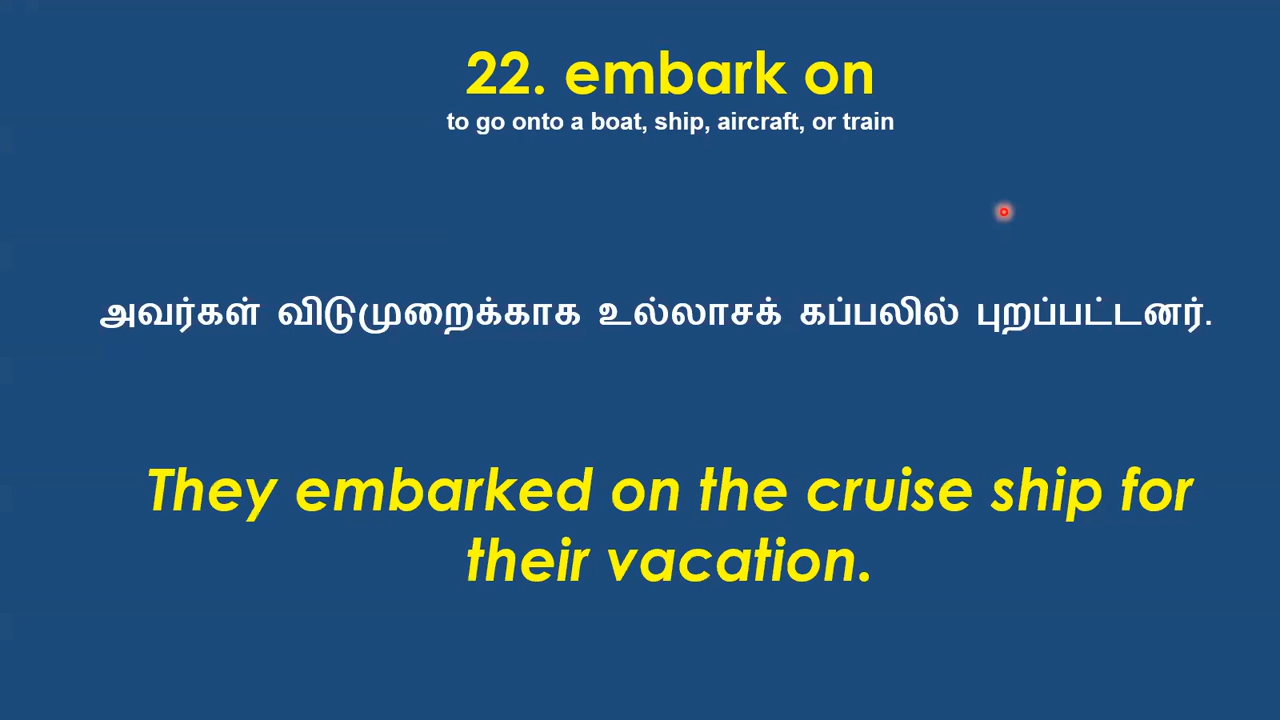 22. embark on
to go onto a boat, ship, aircraft, or train
அவர்கள் விடுமுறைக்காக உல்லாசக் கப்பலில் புறப்பட்டனர்.
They embarked on the cruise ship for
their vacation.